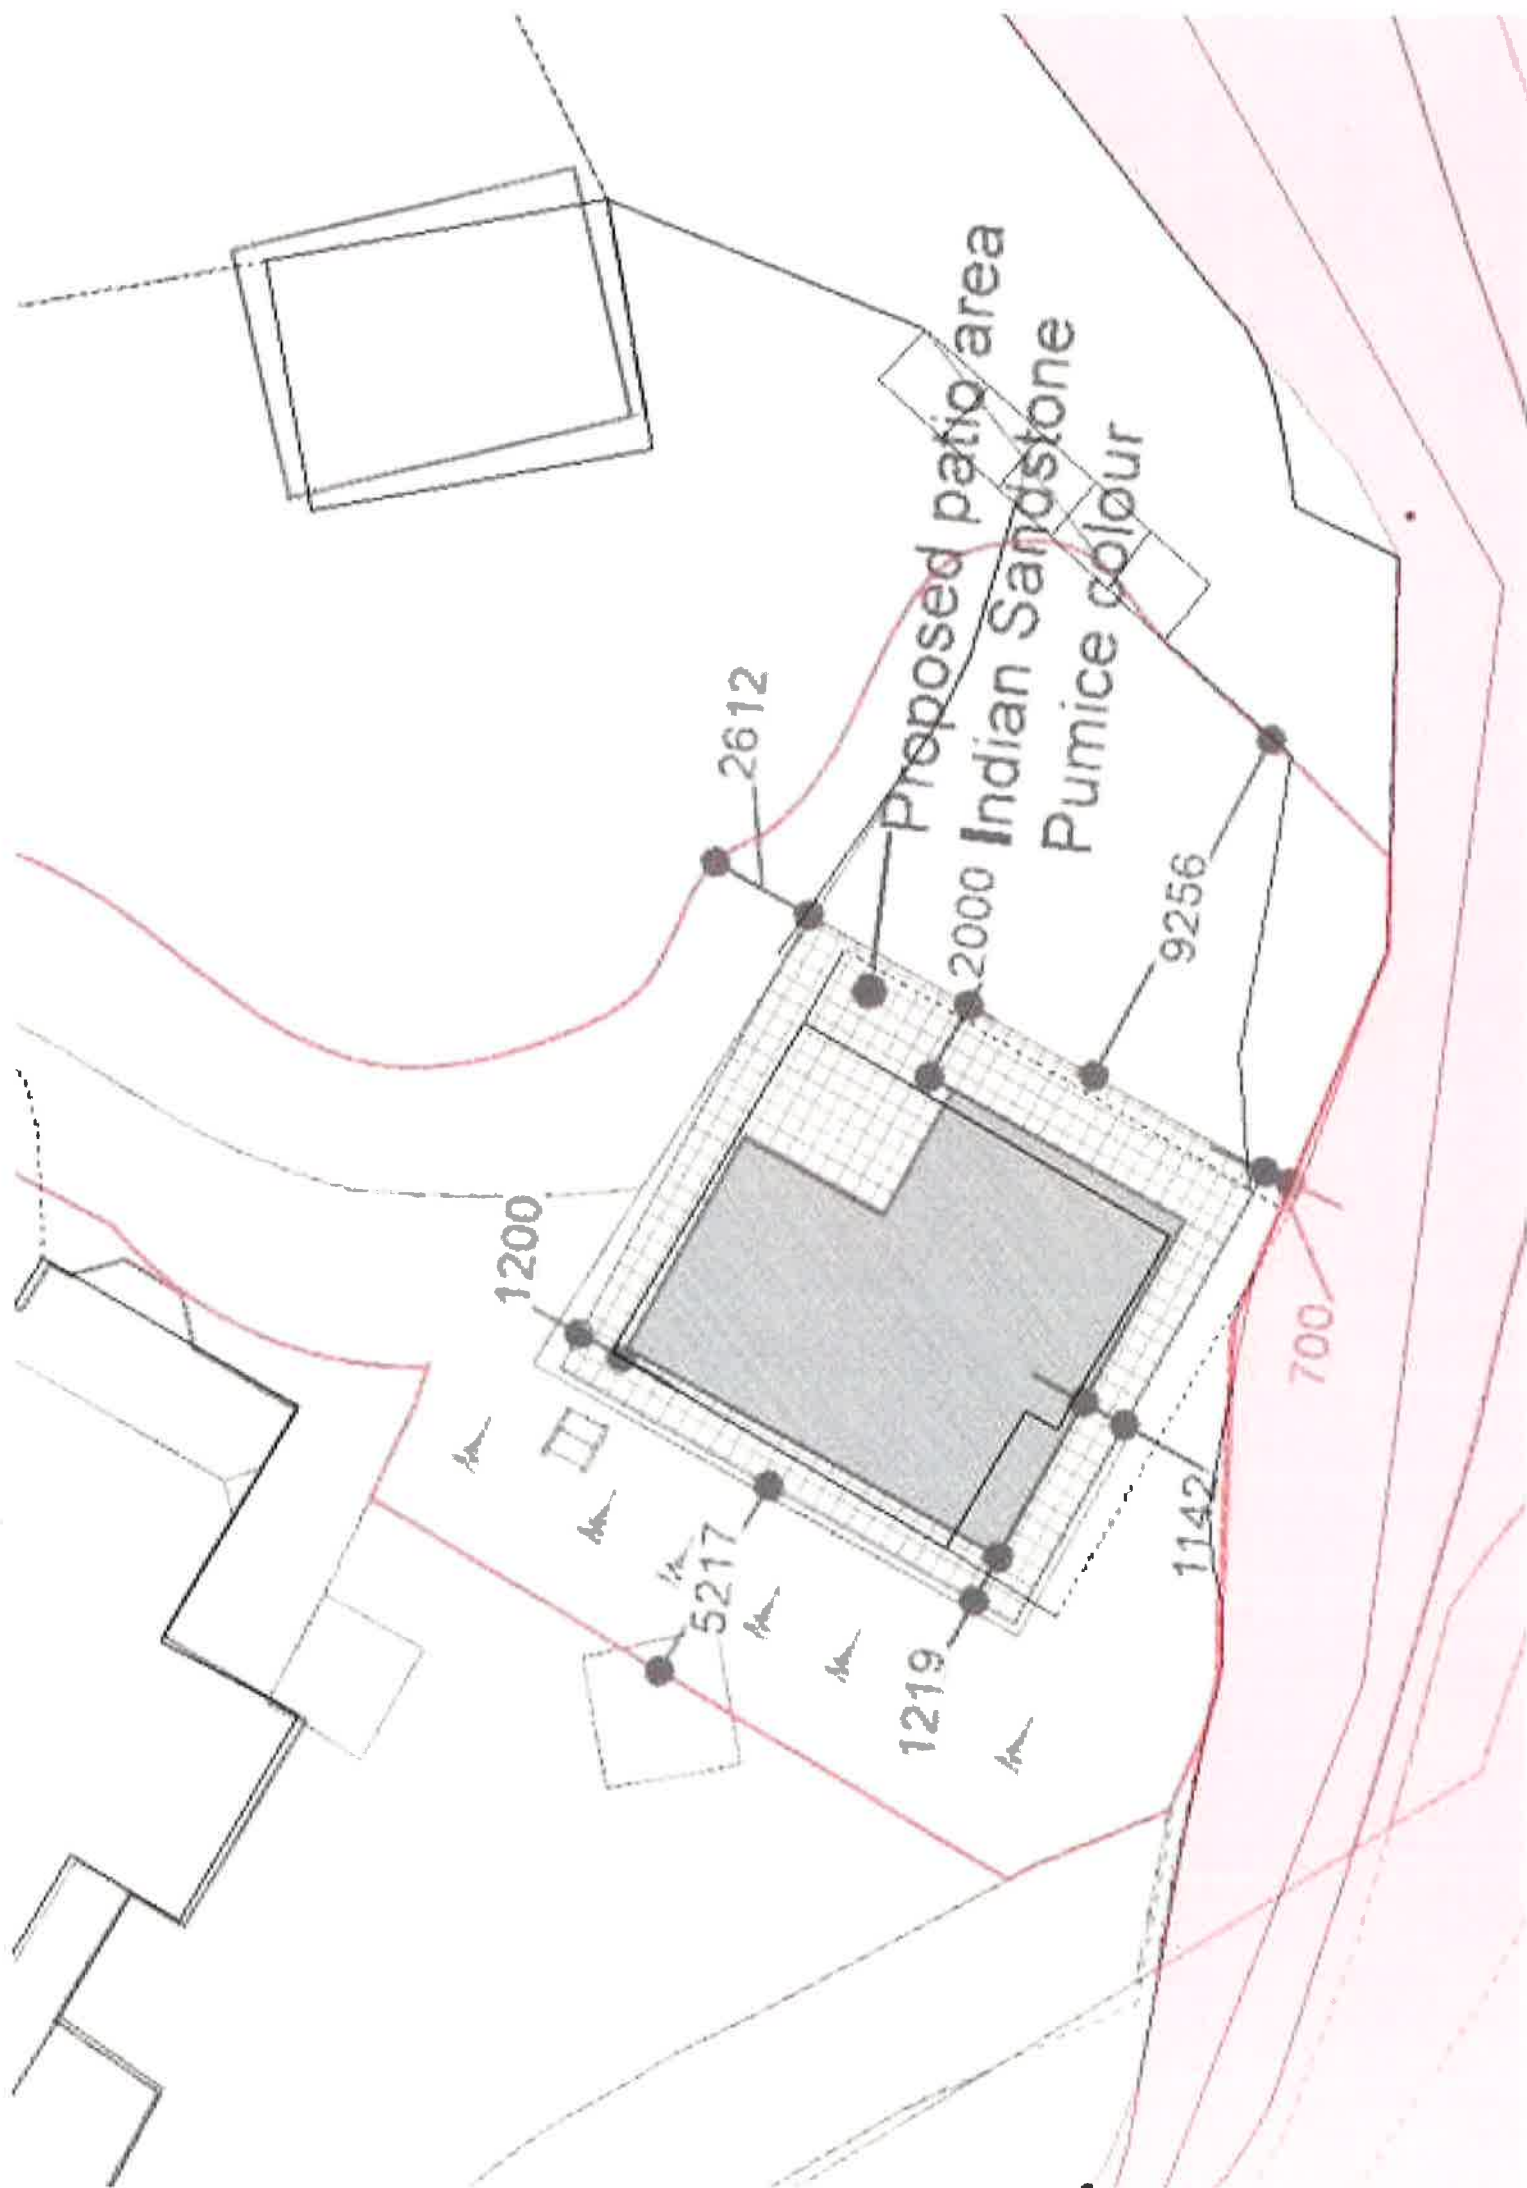 Proposed patio area
Indian Sandstone
Pumice colour
2612
2000
9256
1200
5217
1219
1142
700